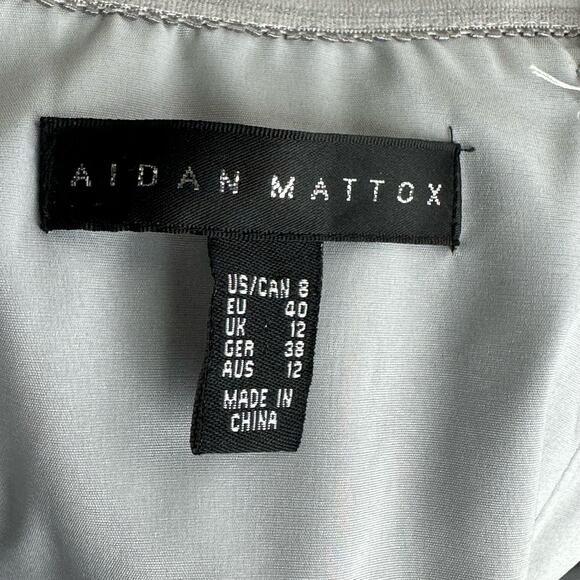 AIDAN MATTOX
US/CAN 8
EU 40
UK 12
GER 38
AUS 12
MADE IN
CHINA